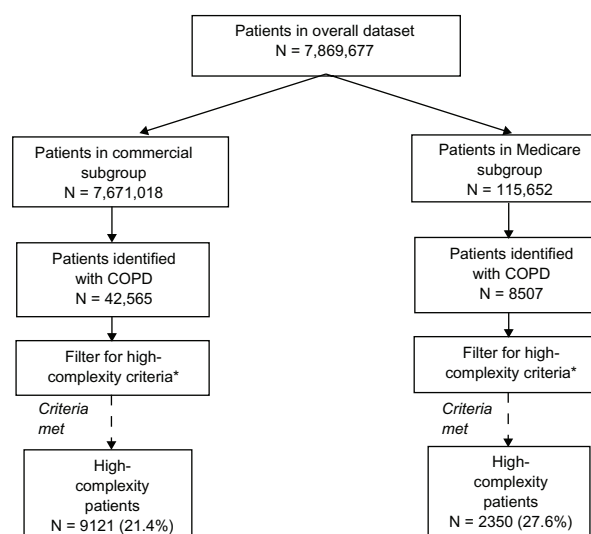 Patients in overall dataset
N = 7,869,677
Patients in commercial
subgroup
N = 7,671,018
Patients in Medicare
subgroup
N = 115,652
Patients identified
with COPD
N = 42,565
Patients identified
with COPD
N = 8507
Filter for high-
complexity criteria*
Filter for high-
complexity criteria*
Criteria
met
Criteria
met
High-
complexity
patients
N = 9121 (21.4%)
High-
complexity
patients
N = 2350 (27.6%)